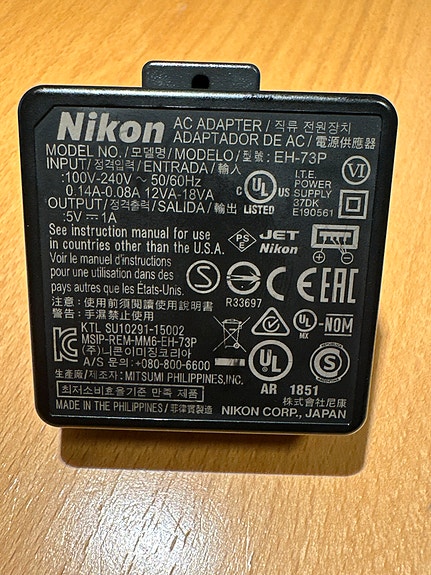 Nikon
AC ADAPTER / 직류 전원장치
ADAPTADOR DE AC / 電源供應器
MODEL NO. / 모델명 / MODELO / 型號 : EH-73P
INPUT / 정격입력 / ENTRADA / 輸入
:100V-240V ~ 50/60Hz
0.14A-0.08A 12VA-18VA
OUTPUT / 정격출력 / SALIDA / 輸出
:5V ⎓ 1A
VI
UL
US
LISTED
I.T.E.
POWER
SUPPLY
37DK
E190561
See instruction manual for use
in countries other than the U.S.A.
Voir le manuel d'instructions
pour une utilisation dans des
pays autres que les États-Unis.
PS
E
JET
Nikon
+ −
S
CE
EAC
R33697
注意 : 使用前須閱讀使用說明書
警告 : 手濕禁止使用
KTL SU10291-15002
MSIP-REM-MM6-EH-73P
(주)니콘이미징코리아
A/S 문의 : +080-800-6600
UL
MX
-NOM
UL
AR 1851
S
生産廠 / 제조자 : MITSUMI PHILIPPINES,INC.
최저소비효율기준 만족 제품
株式會社尼康
MADE IN THE PHILIPPINES / 菲律賓製造
NIKON CORP., JAPAN